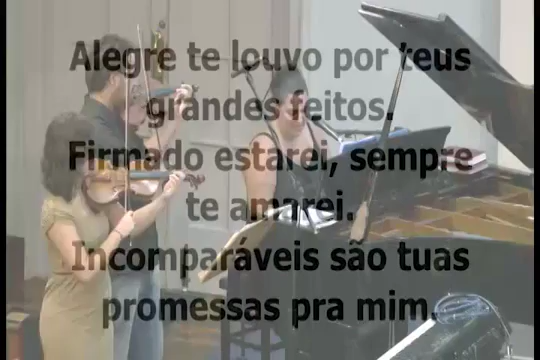 Alegre te louvo por teus
grandes feitos.
Firmado estarei, sempre
te amarei.
Incomparáveis são tuas
promessas pra mim.